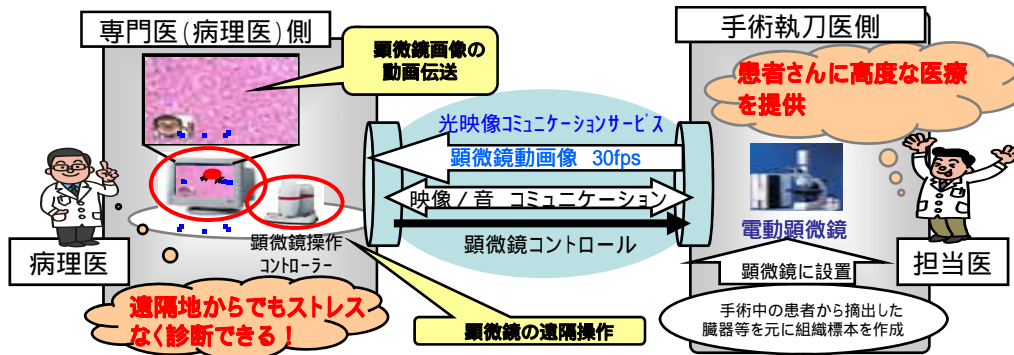 専門医(病理医)側
顕微鏡画像の
動画伝送
手術執刀医側
患者さんに高度な医療
を提供
光映像ｺﾐｭﾆｹｰｼｮﾝサービス
顕微鏡動画像 30fps
映像／音 コミュニケーション
顕微鏡コントロール
電動顕微鏡
病理医
顕微鏡操作
コントローラー
顕微鏡に設置
担当医
遠隔地からでもストレス
なく診断できる！
顕微鏡の遠隔操作
手術中の患者から摘出した
臓器等を元に組織標本を作成